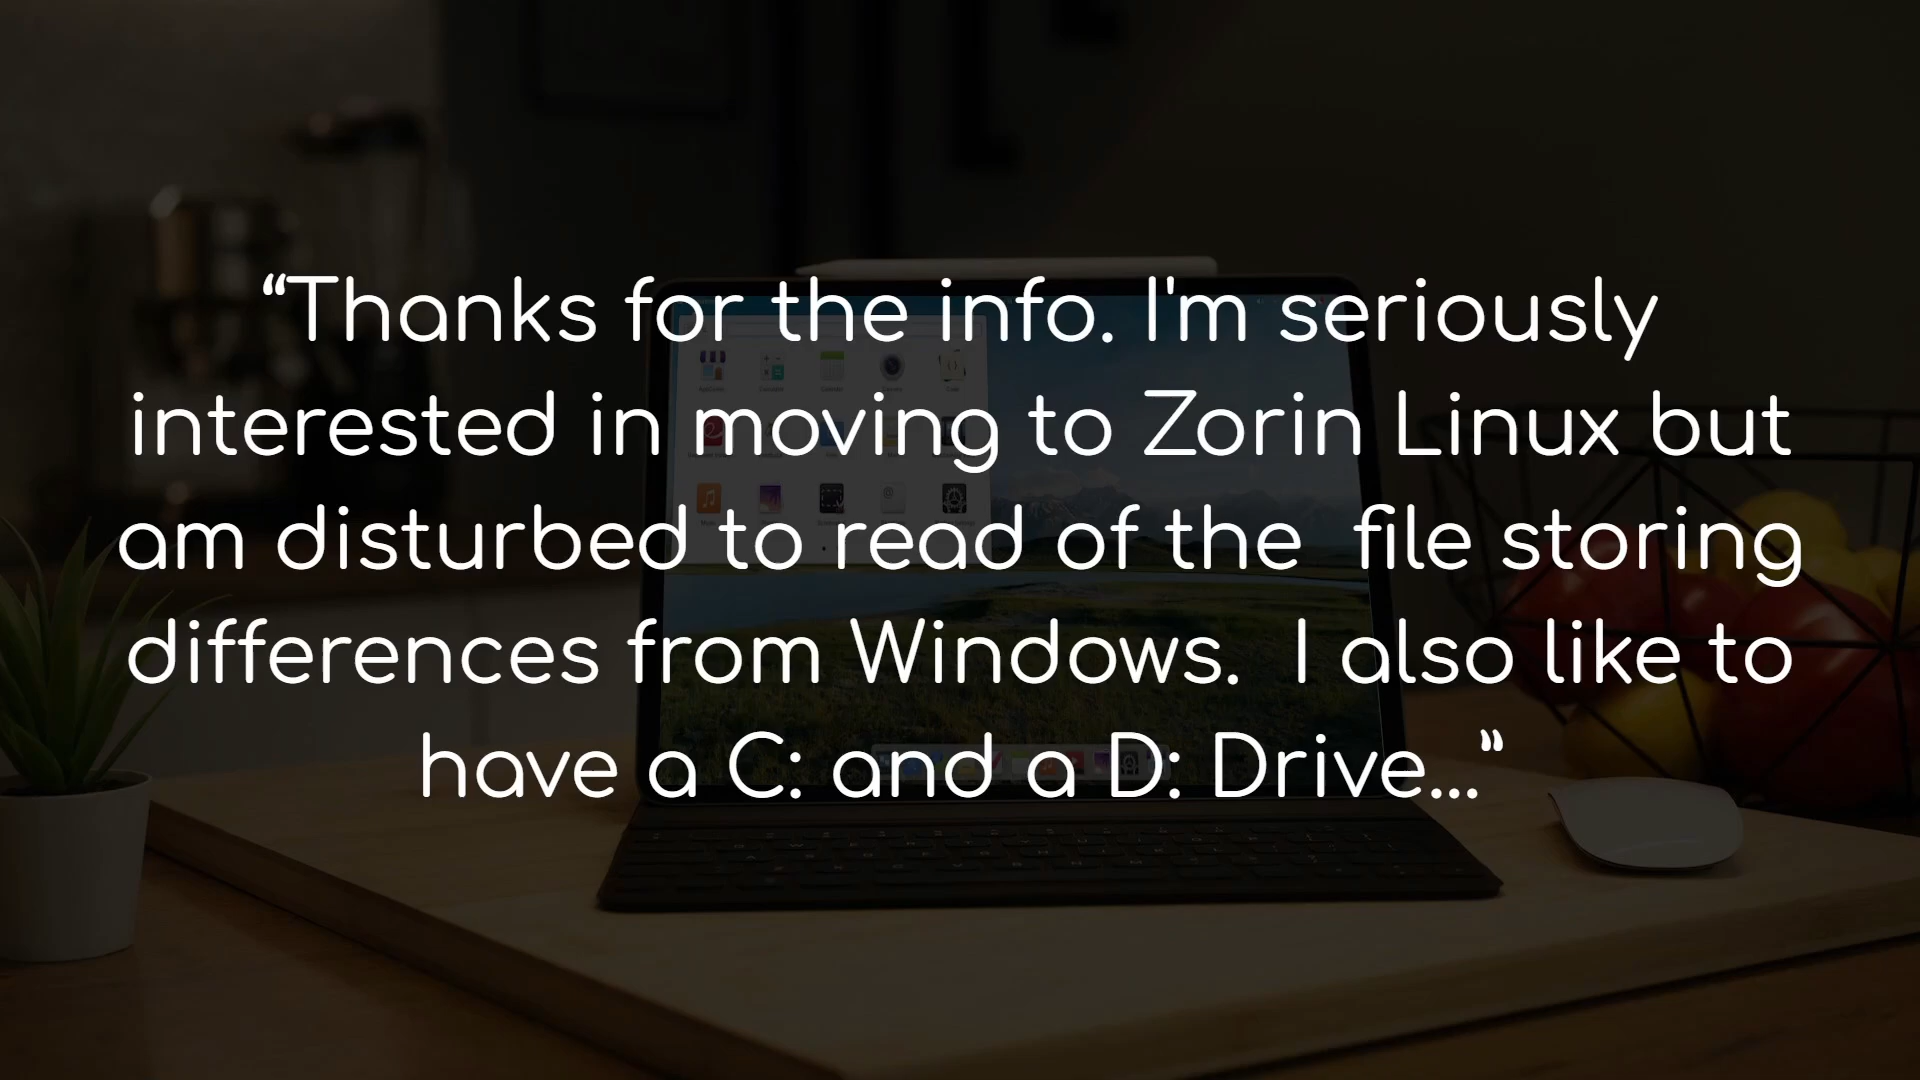 “Thanks for the info. I'm seriously
interested in moving to Zorin Linux but
am disturbed to read of the  file storing
differences from Windows.  I also like to
have a C: and a D: Drive...”